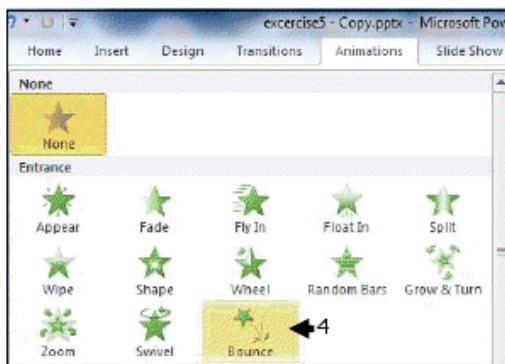 excercise5 - Copy.pptx - Microsoft Pow
Home Insert Design Transitions Animations Slide Show
None
None
Entrance
Appear Fade Fly In Float In Split
Wipe Shape Wheel Random Bars Grow & Turn
Zoom Swivel Bounce 4